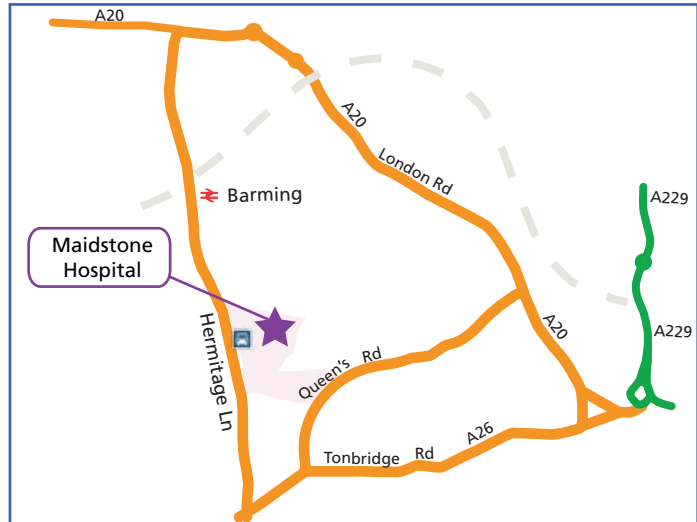 A20
A20
London Rd
A229
Barming
Maidstone
Hospital
Hermitage Ln
A229
A20
Queen's Rd
A26
Tonbridge Rd